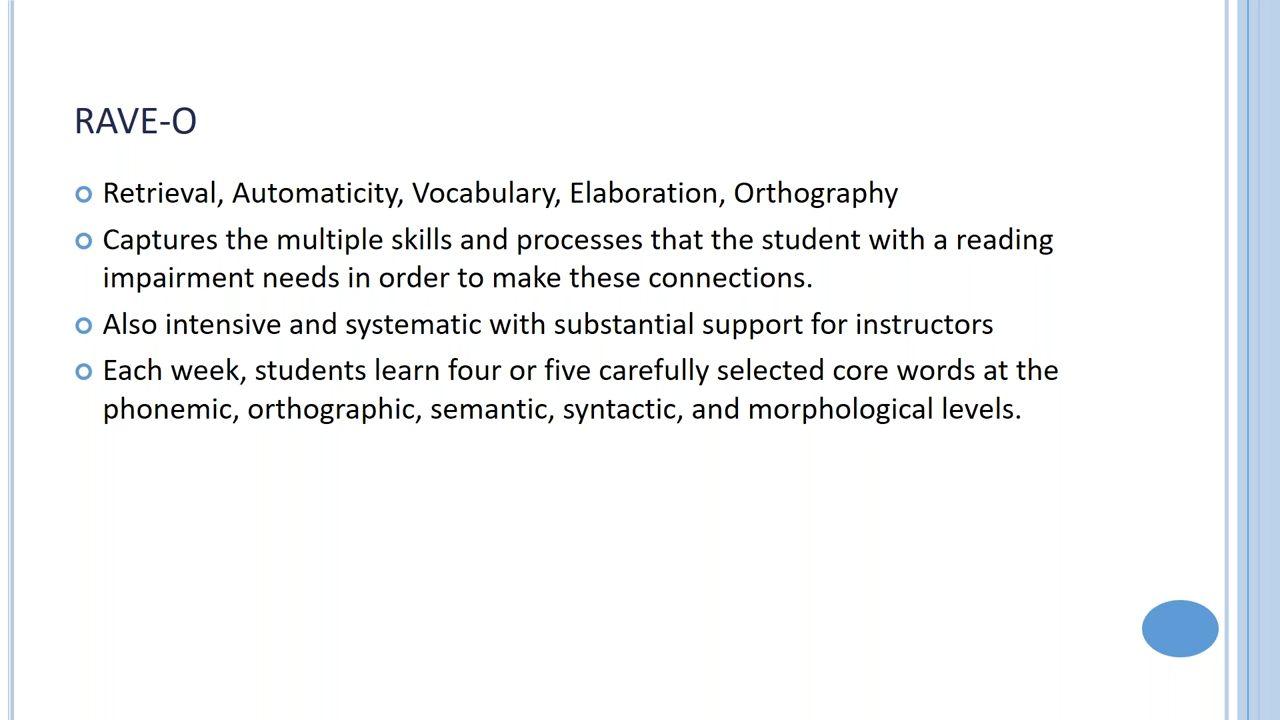 RAVE-O
Retrieval, Automaticity, Vocabulary, Elaboration, Orthography
Captures the multiple skills and processes that the student with a reading
impairment needs in order to make these connections.
Also intensive and systematic with substantial support for instructors
Each week, students learn four or five carefully selected core words at the
phonemic, orthographic, semantic, syntactic, and morphological levels.